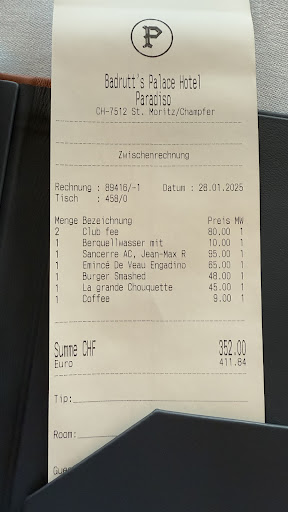 P
Badrutt's Palace Hotel
Paradiso
CH-7512 St. Moritz/Champfer
Zwischenrechnung
Rechnung : 89416/-1 Datum : 28.01.2025
Tisch : 458/0
Menge Bezeichnung Preis MW
2 Club fee 80.00 1
1 Berquellwasser mit 10.00 1
1 Sancerre AC, Jean-Max R 95.00 1
1 Emincé De Veau Engadino 65.00 1
1 Burger Smashed 48.00 1
1 La grande Chouquette 45.00 1
1 Coffee 9.00 1
Summe CHF 352.00
Euro 411.84
Tip:
Room: